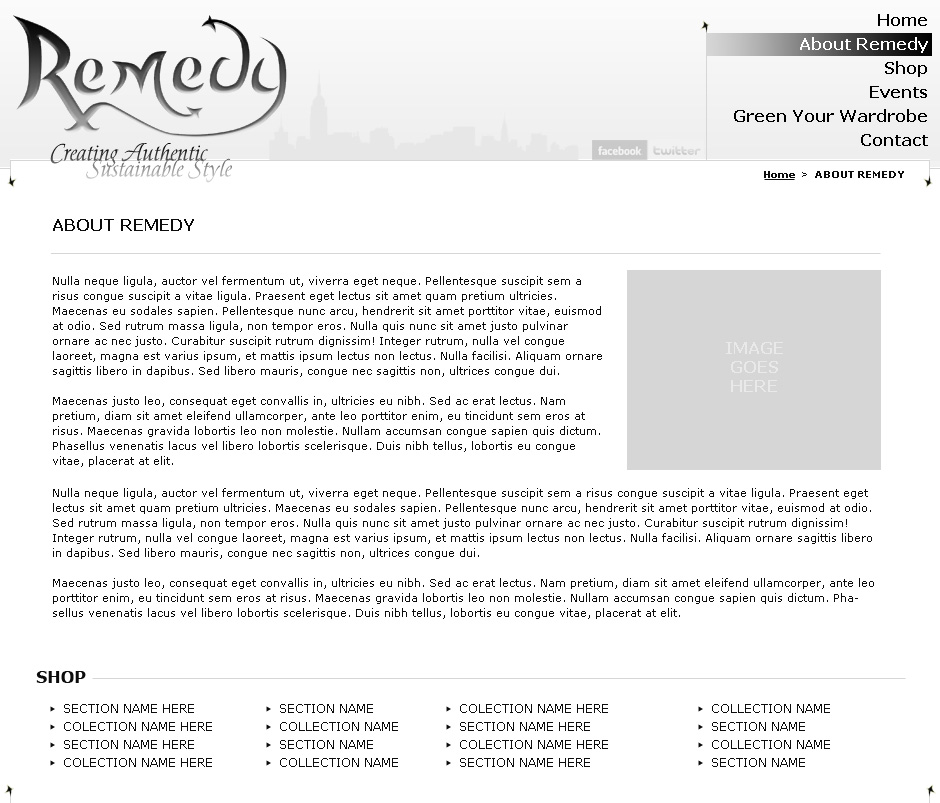 Remedy
Creating Authentic
Sustainable Style
facebook twitter
Home
About Remedy
Shop
Events
Green Your Wardrobe
Contact
Home > ABOUT REMEDY
ABOUT REMEDY
Nulla neque ligula, auctor vel fermentum ut, viverra eget neque. Pellentesque suscipit sem a
risus congue suscipit a vitae ligula. Praesent eget lectus sit amet quam pretium ultricies.
Maecenas eu sodales sapien. Pellentesque nunc arcu, hendrerit sit amet porttitor vitae, euismod
at odio. Sed rutrum massa ligula, non tempor eros. Nulla quis nunc sit amet justo pulvinar
ornare ac nec justo. Curabitur suscipit rutrum dignissim! Integer rutrum, nulla vel congue
laoreet, magna est varius ipsum, et mattis ipsum lectus non lectus. Nulla facilisi. Aliquam ornare
sagittis libero in dapibus. Sed libero mauris, congue nec sagittis non, ultrices congue dui.
IMAGE
GOES
HERE
Maecenas justo leo, consequat eget convallis in, ultricies eu nibh. Sed ac erat lectus. Nam
pretium, diam sit amet eleifend ullamcorper, ante leo porttitor enim, eu tincidunt sem eros at
risus. Maecenas gravida lobortis leo non molestie. Nullam accumsan congue sapien quis dictum.
Phasellus venenatis lacus vel libero lobortis scelerisque. Duis nibh tellus, lobortis eu congue
vitae, placerat at elit.
Nulla neque ligula, auctor vel fermentum ut, viverra eget neque. Pellentesque suscipit sem a risus congue suscipit a vitae ligula. Praesent eget
lectus sit amet quam pretium ultricies. Maecenas eu sodales sapien. Pellentesque nunc arcu, hendrerit sit amet porttitor vitae, euismod at odio.
Sed rutrum massa ligula, non tempor eros. Nulla quis nunc sit amet justo pulvinar ornare ac nec justo. Curabitur suscipit rutrum dignissim!
Integer rutrum, nulla vel congue laoreet, magna est varius ipsum, et mattis ipsum lectus non lectus. Nulla facilisi. Aliquam ornare sagittis libero
in dapibus. Sed libero mauris, congue nec sagittis non, ultrices congue dui.
Maecenas justo leo, consequat eget convallis in, ultricies eu nibh. Sed ac erat lectus. Nam pretium, diam sit amet eleifend ullamcorper, ante leo
porttitor enim, eu tincidunt sem eros at risus. Maecenas gravida lobortis leo non molestie. Nullam accumsan congue sapien quis dictum. Pha-
sellus venenatis lacus vel libero lobortis scelerisque. Duis nibh tellus, lobortis eu congue vitae, placerat at elit.
SHOP
SECTION NAME HERE
COLECTION NAME HERE
SECTION NAME HERE
COLECTION NAME HERE
SECTION NAME
COLLECTION NAME
SECTION NAME
COLLECTION NAME
COLLECTION NAME HERE
SECTION NAME HERE
COLLECTION NAME HERE
SECTION NAME HERE
COLLECTION NAME
SECTION NAME
COLLECTION NAME
SECTION NAME